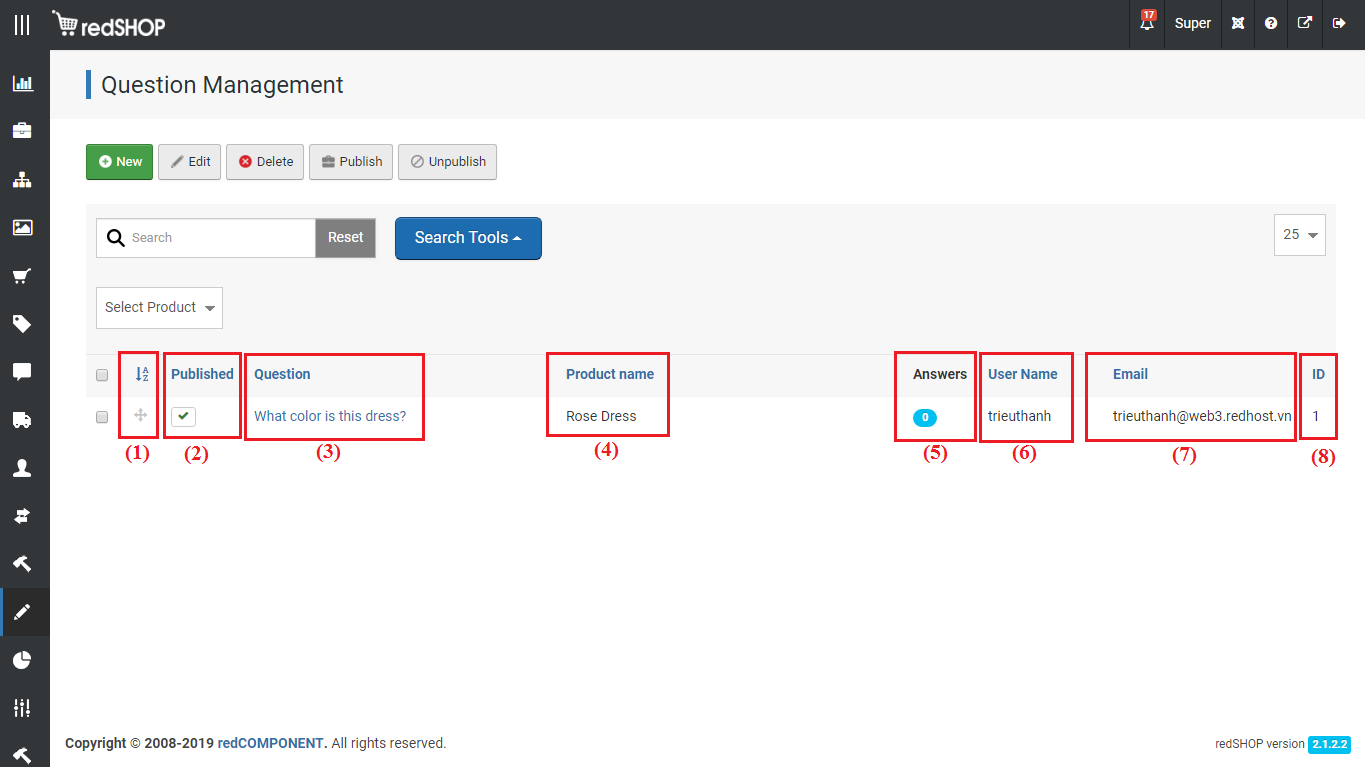 redSHOP
17
Super
Question Management
New Edit Delete Publish Unpublish
Search Reset Search Tools 25
Select Product
Published Question Product name Answers User Name Email ID
What color is this dress? Rose Dress 0 trieuthanh trieuthanh@web3.redhost.vn 1
(1) (2) (3) (4) (5) (6) (7) (8)
Copyright © 2008-2019 redCOMPONENT. All rights reserved.
redSHOP version 2.1.2.2